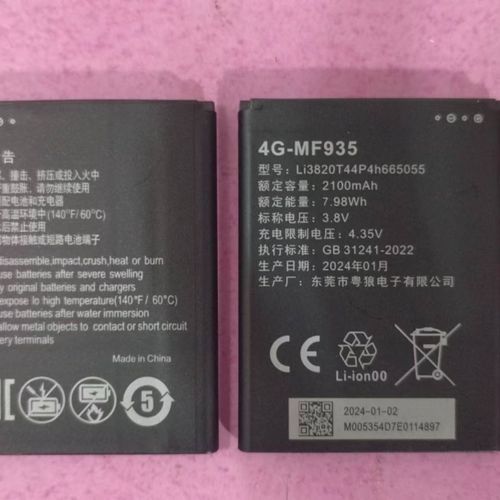 告
、撞击、挤压或投入火中
重鼓胀, 请勿继续使用
配电池和充电器
高温环境中(140°F/60°C)
后禁止使用
物体接触或短路电池端子
disassemble,impact,crush,heat or burn
use batteries after severe swelling
y original batteries and chargers
expose lo high temperature(140°F / 60°C)
use batteries after water immersion
allow metal objects to contact or short circuit
ery terminals
Made in China
5
4G-MF935
型号: Li3820T44P4h665055
额定容量: 2100mAh
额定能量: 7.98Wh
标称电压: 3.8V
充电限制电压: 4.35V
执行标准: GB 31241-2022
生产日期: 2024年01月
生产厂: 东莞市粤狼电子有限公司
Li-ion00
2024-01-02
M005354D7E0114897